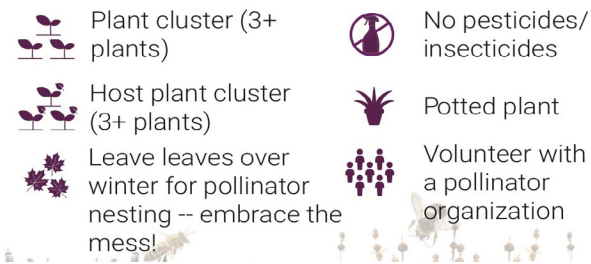 Plant cluster (3+
plants)
Host plant cluster
(3+ plants)
Leave leaves over
winter for pollinator
nesting -- embrace the
mess!
No pesticides/
insecticides
Potted plant
Volunteer with
a pollinator
organization